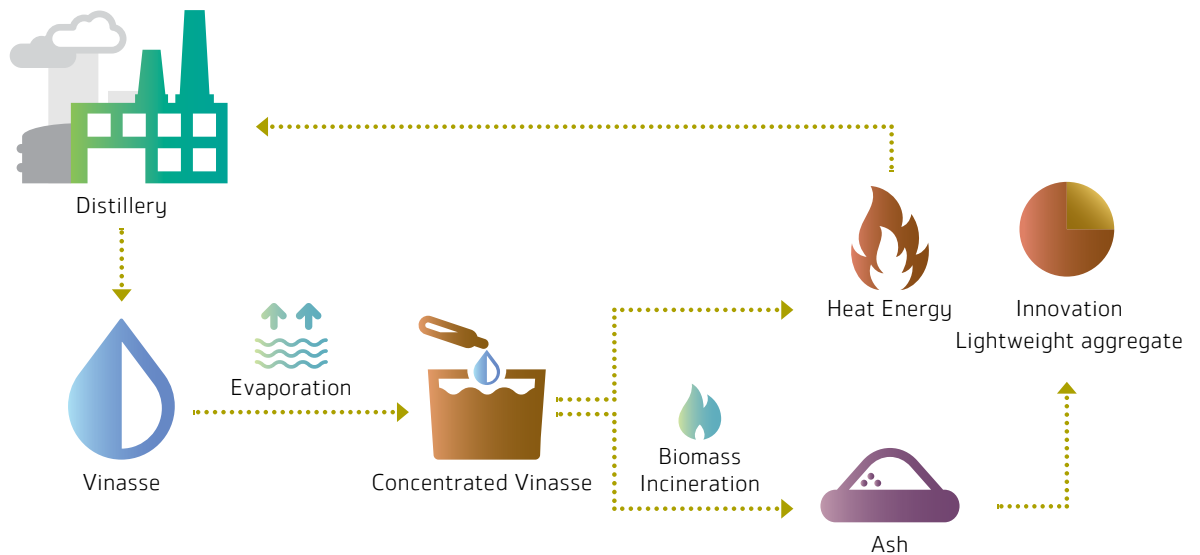 Distillery
Evaporation
Vinasse
Concentrated Vinasse
Biomass
Incineration
Heat Energy
Innovation
Lightweight aggregate
Ash